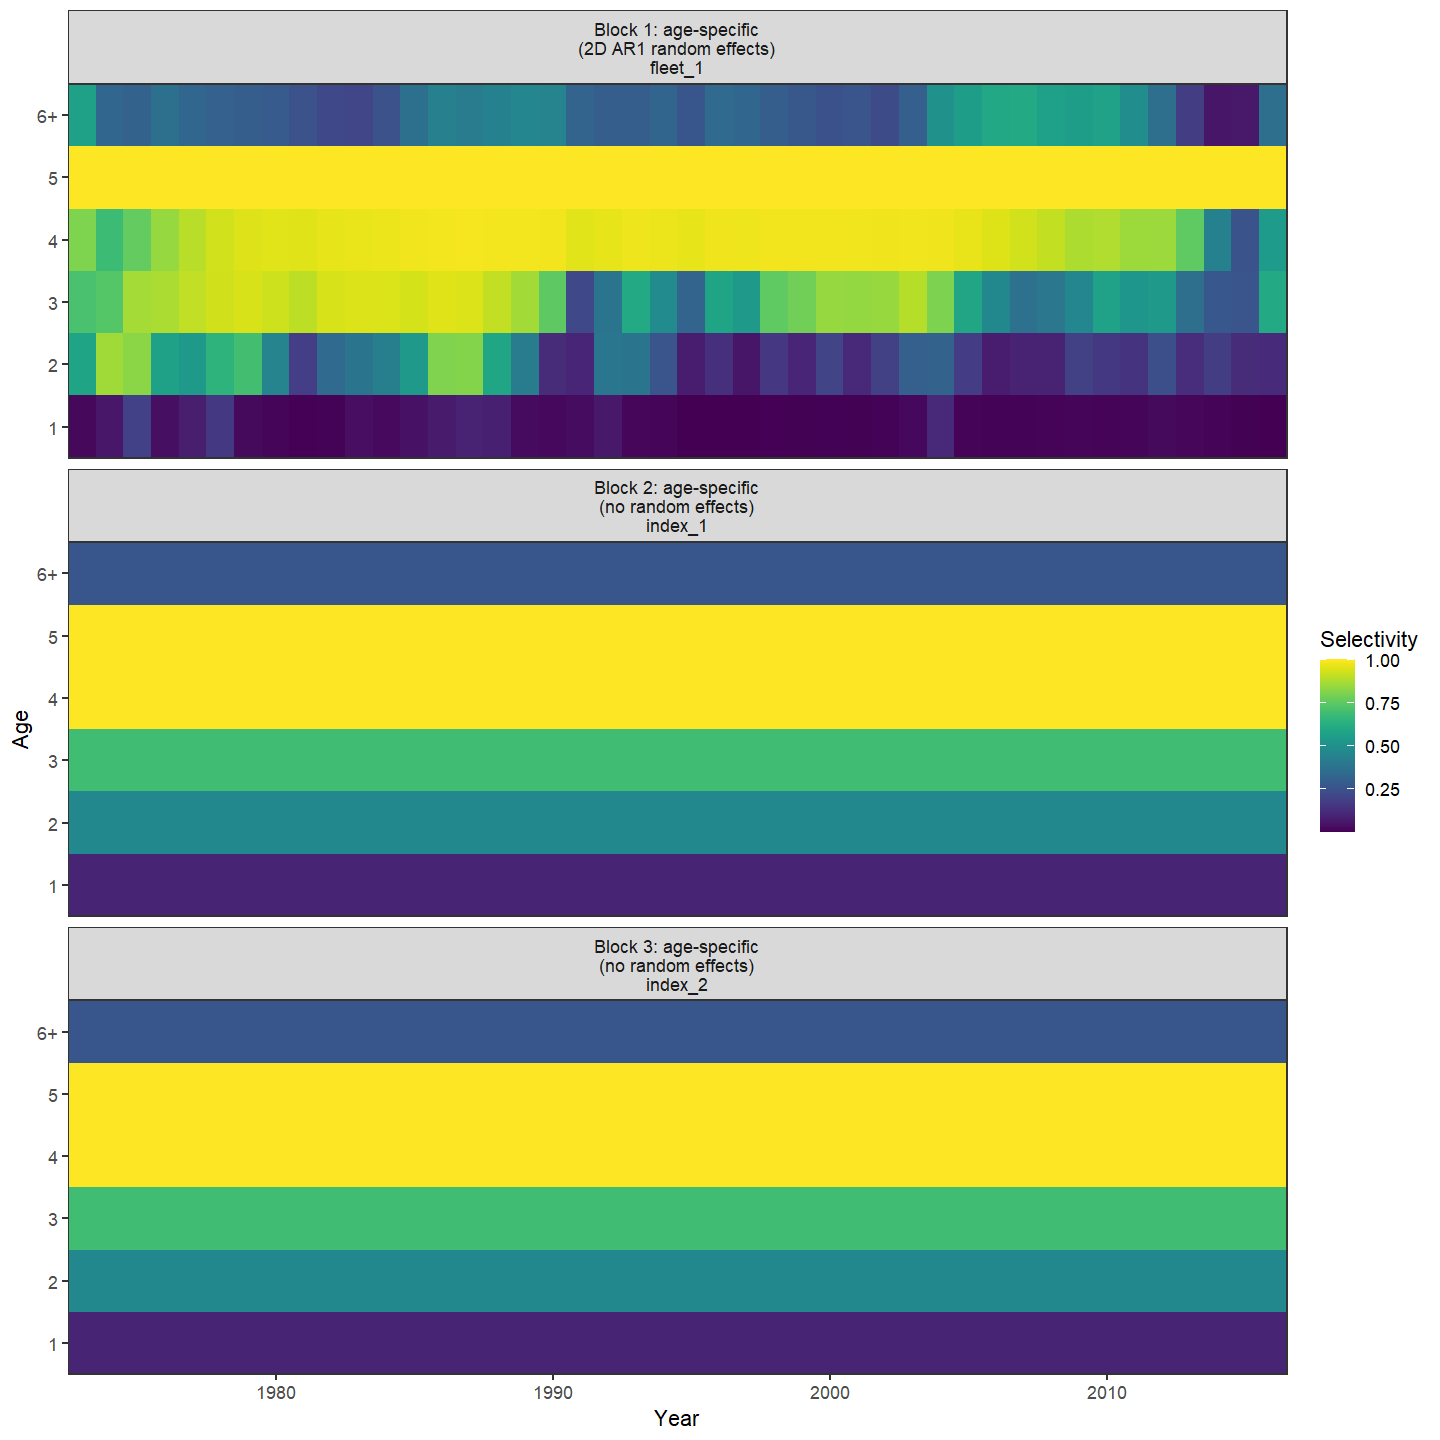 Block 1: age-specific
(2D AR1 random effects)
fleet_1
6+
5
4
3
2
1
Block 2: age-specific
(no random effects)
index_1
6+
5
4
3
2
1
Block 3: age-specific
(no random effects)
index_2
6+
5
4
3
2
1
Age
1980
1990
2000
2010
Year
Selectivity
1.00
0.75
0.50
0.25